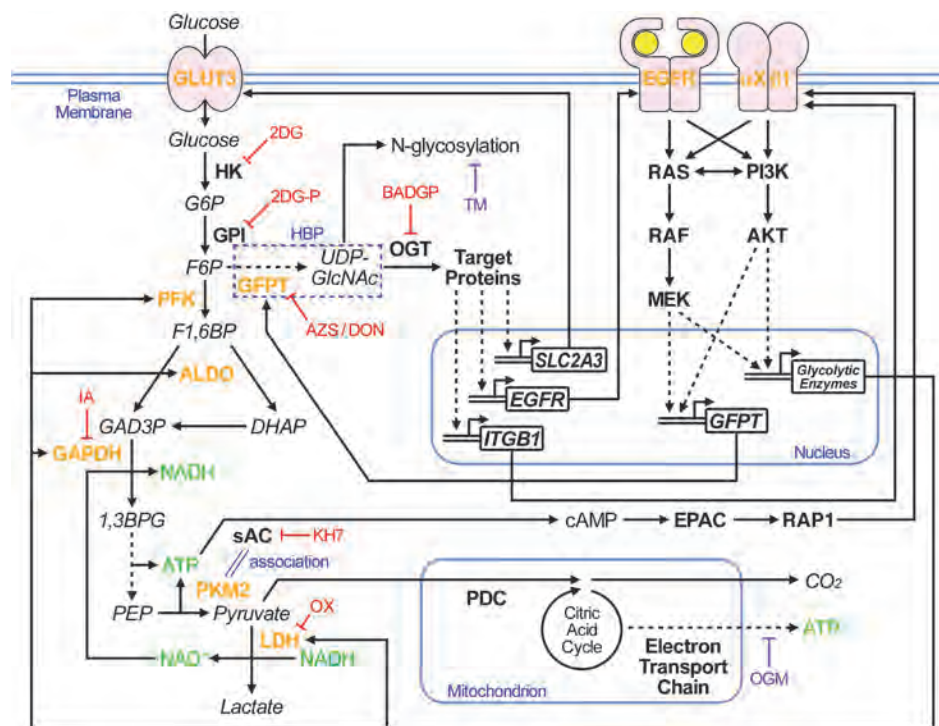 Glucose
GLUT3
EGFR
Plasma
Membrane
Glucose
2DG
HK
N-glycosylation
RAS
PI3K
G6P
2DG-P
BADGP
TM
GPI
HBP
OGT
RAF
AKT
F6P
UDP-
GlcNAc
Target
Proteins
GFPT
MEK
PFK
AZS/DON
F1,6BP
SLC2A3
ALDO
Glycolytic
Enzymes
EGFR
IA
GAD3P
DHAP
GFPT
ITGB1
GAPDH
Nucleus
NADH
1,3BPG
sAC
KH7
cAMP
EPAC
RAP1
association
ATP
PKM2
PEP
Pyruvate
OX
PDC
CO2
Citric
Acid
Cycle
LDH
ATP
NAD+
NADH
Electron
Transport
Chain
OGM
Mitochondrion
Lactate